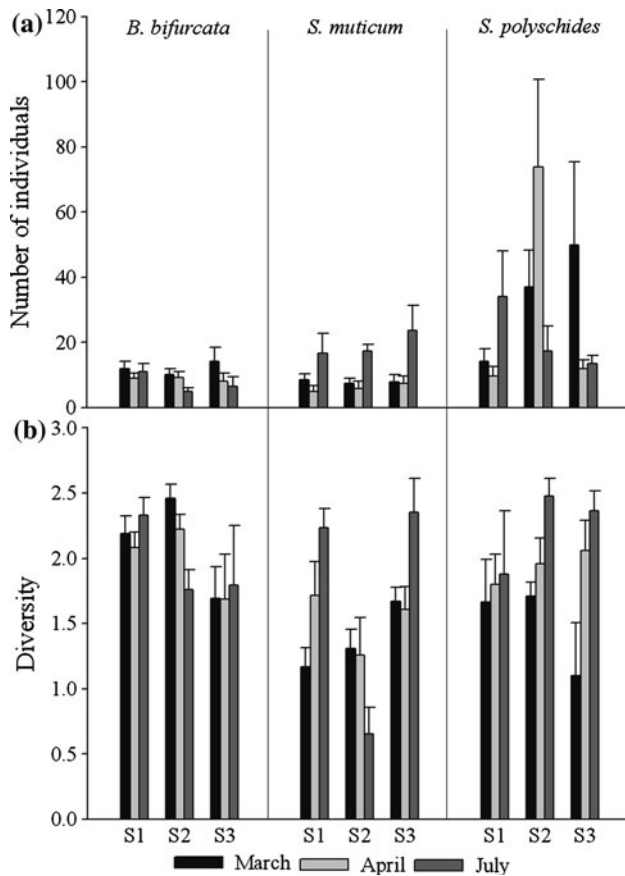 (a)
120
B. bifurcata S. muticum S. polyschides
100
80
60
40
20
0
Number of individuals
(b)
3.0
2.5
2.0
1.5
1.0
0.5
0.0
Diversity
S1 S2 S3 S1 S2 S3 S1 S2 S3
March April July